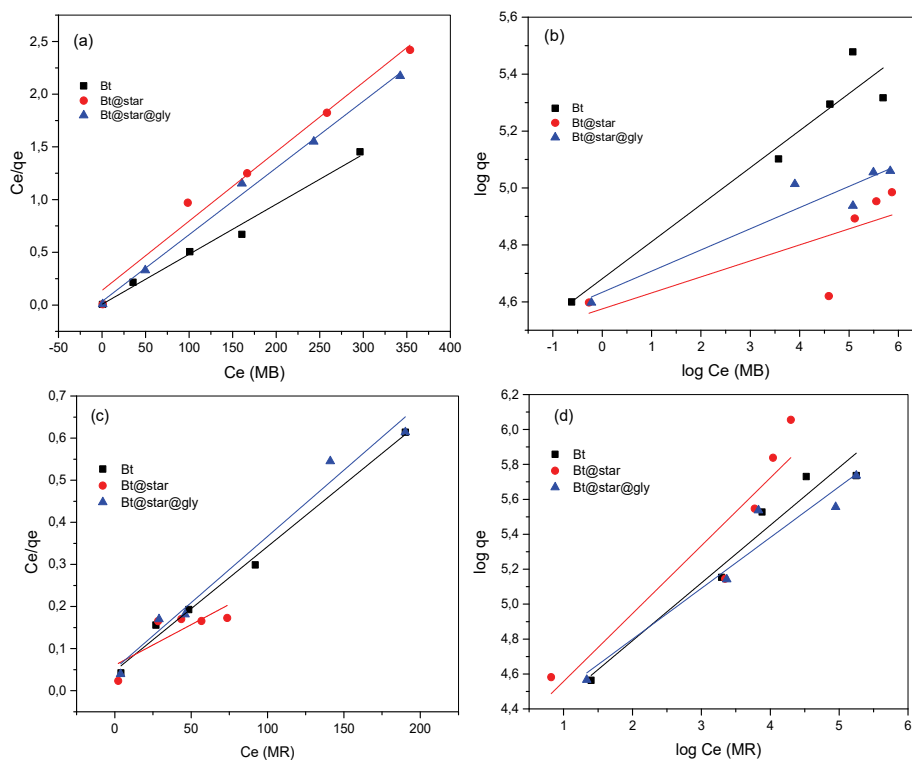 (a)
Bt
Bt@star
Bt@star@gly
Ce/qe
2,5
2,0
1,5
1,0
0,5
0,0
-50 0 50 100 150 200 250 300 350 400
Ce (MB)
(b)
Bt
Bt@star
Bt@star@gly
log qe
5,6
5,4
5,2
5,0
4,8
4,6
-1 0 1 2 3 4 5 6
log Ce (MB)
(c)
Bt
Bt@star
Bt@star@gly
Ce/qe
0,7
0,6
0,5
0,4
0,3
0,2
0,1
0,0
0 50 100 150 200
Ce (MR)
(d)
Bt
Bt@star
Bt@star@gly
log qe
6,2
6,0
5,8
5,6
5,4
5,2
5,0
4,8
4,6
4,4
1 2 3 4 5 6
log Ce (MR)